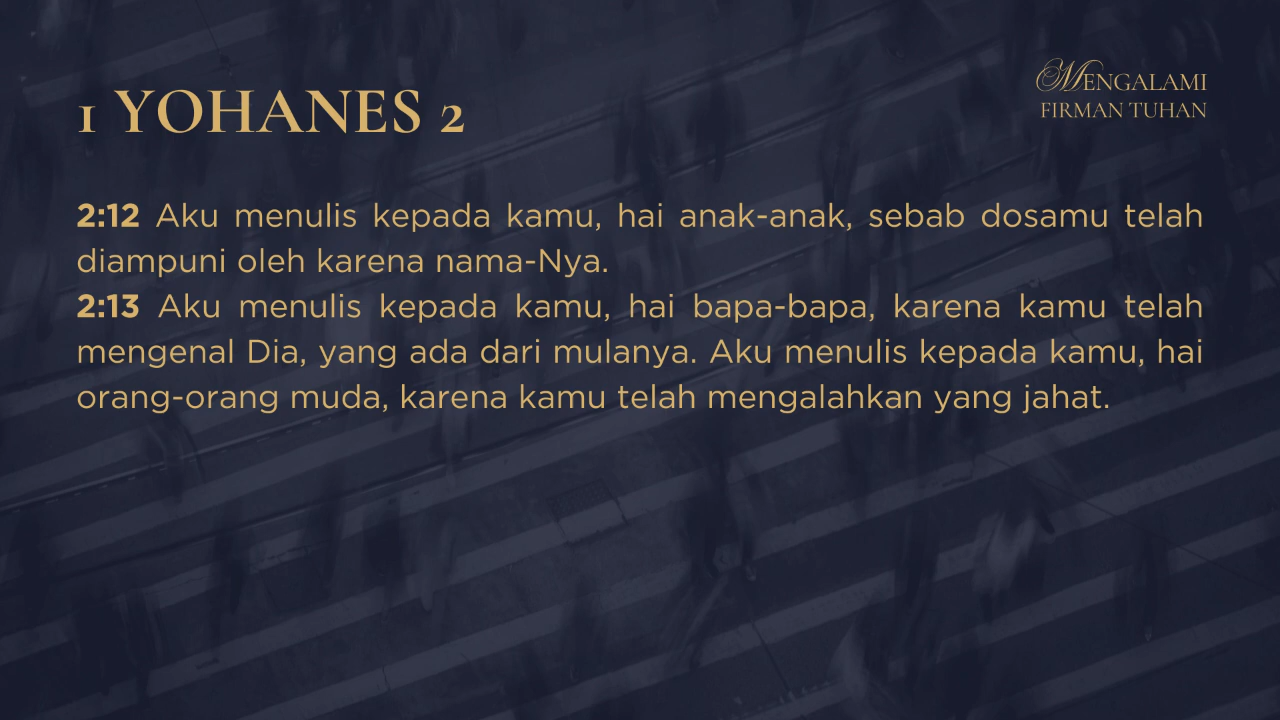 1 YOHANES 2
MENGALAMI
FIRMAN TUHAN
2:12 Aku menulis kepada kamu, hai anak-anak, sebab dosamu telah
diampuni oleh karena nama-Nya.
2:13 Aku menulis kepada kamu, hai bapa-bapa, karena kamu telah
mengenal Dia, yang ada dari mulanya. Aku menulis kepada kamu, hai
orang-orang muda, karena kamu telah mengalahkan yang jahat.